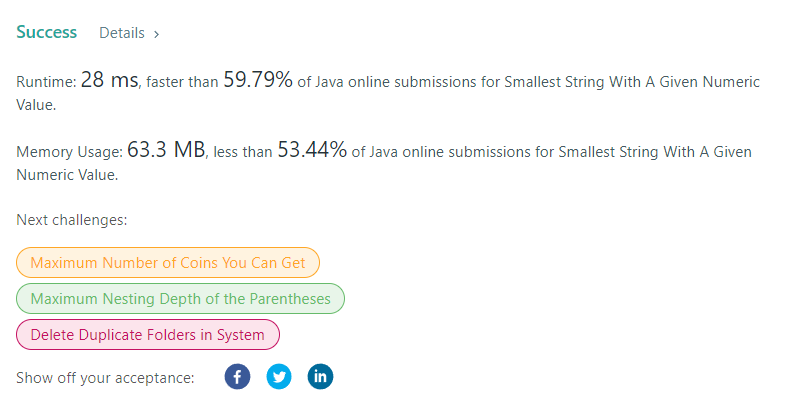 Success Details >
Runtime: 28 ms, faster than 59.79% of Java online submissions for Smallest String With A Given Numeric
Value.
Memory Usage: 63.3 MB, less than 53.44% of Java online submissions for Smallest String With A Given
Numeric Value.
Next challenges:
Maximum Number of Coins You Can Get
Maximum Nesting Depth of the Parentheses
Delete Duplicate Folders in System
Show off your acceptance: f in